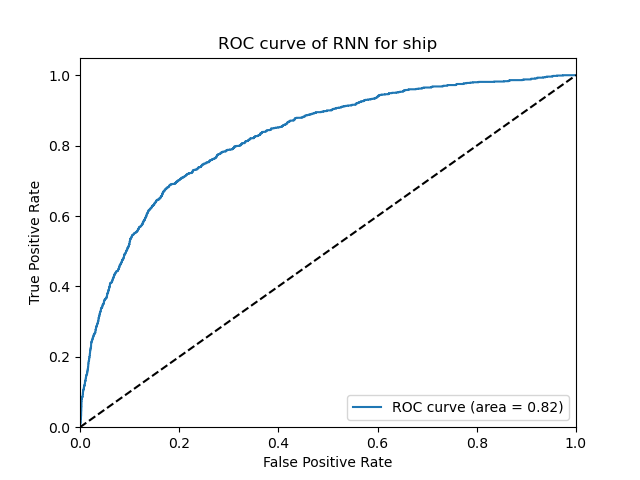 ROC curve of RNN for ship
True Positive Rate
1.0
0.8
0.6
0.4
0.2
0.0
ROC curve (area = 0.82)
0.0 0.2 0.4 0.6 0.8 1.0
False Positive Rate